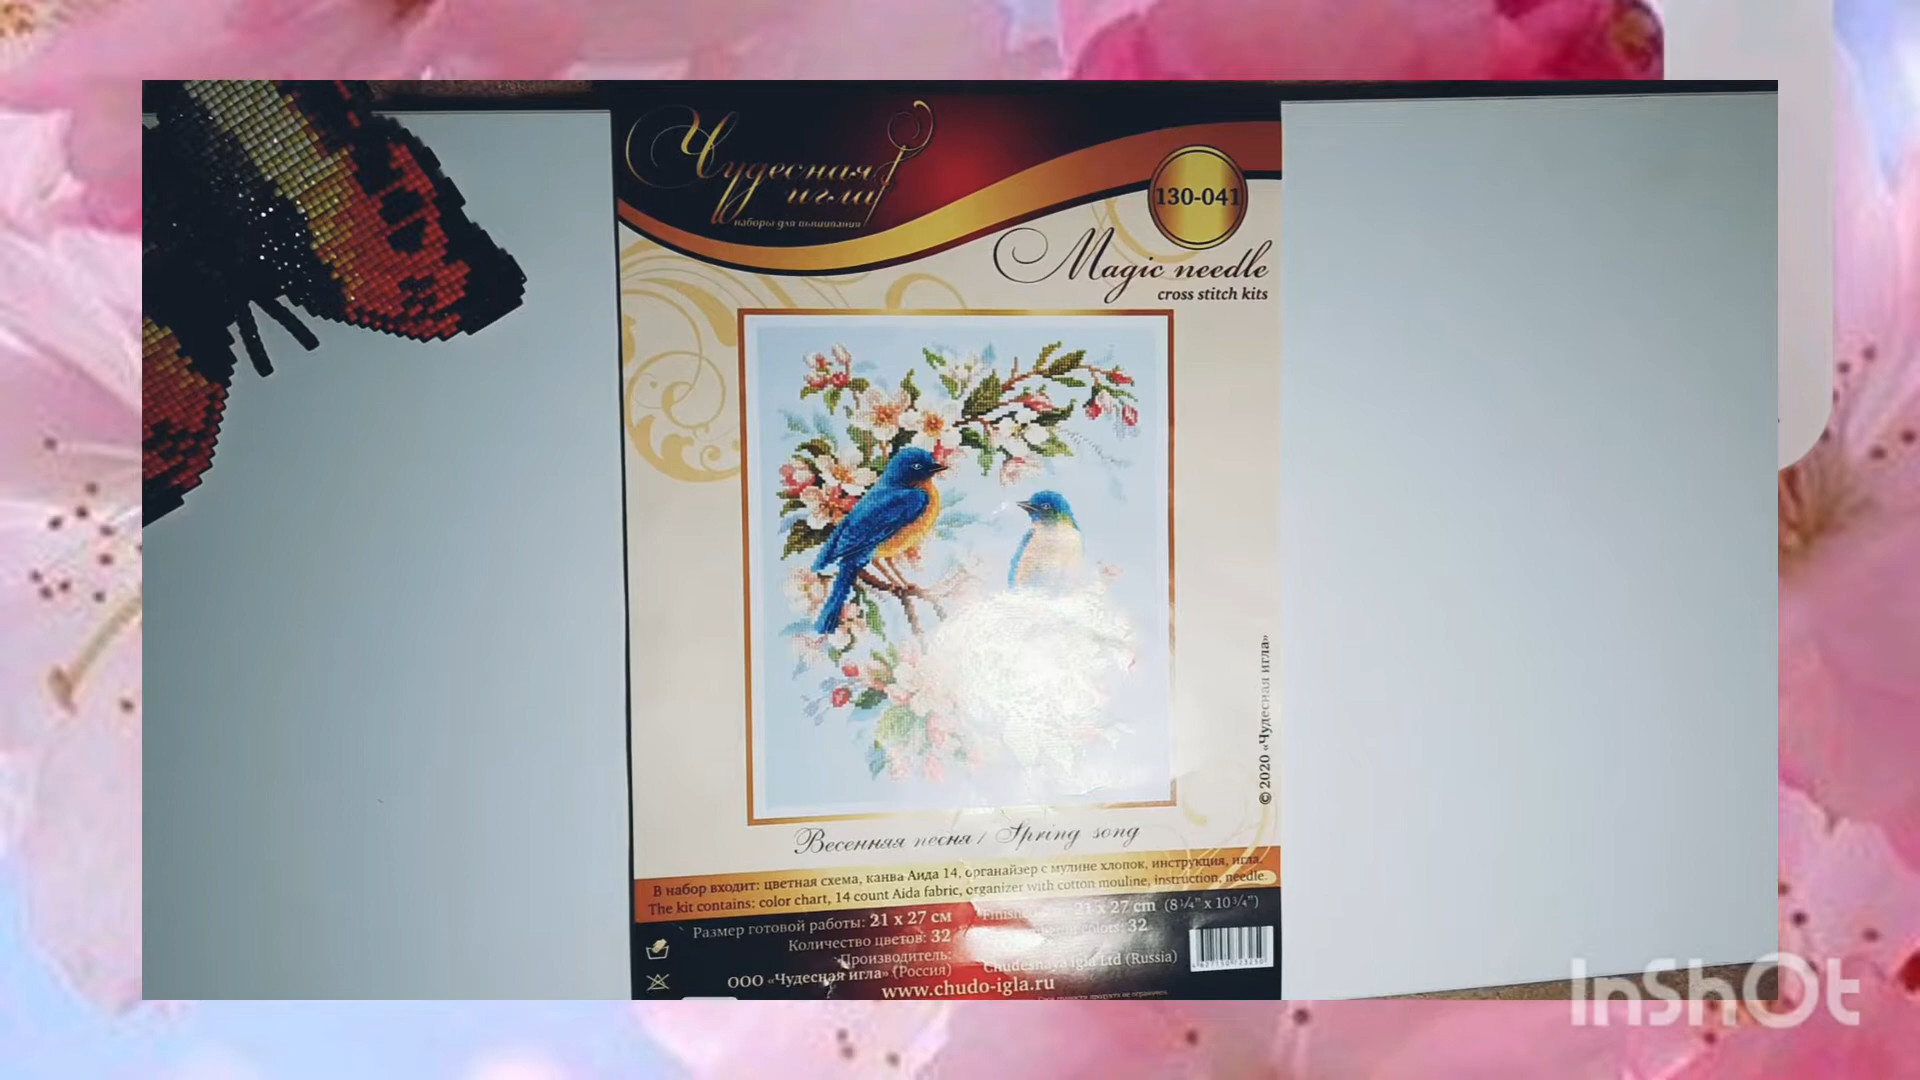 Чудесная
игла
наборы для вышивания
130-041
Magic needle
cross stitch kits
© 2020 «Чудесная игла»
Весенняя песня / Spring song
В набор входит: цветная схема, канва Аида 14, органайзер с мулине хлопок, инструкция, игла.
The kit contains: color chart, 14 count Aida fabric, organizer with cotton mouline, instruction, needle.
Размер готовой работы: 21 х 27 см
21 x 27 cm (8¼" x 10¾")
Количество цветов: 32
colors: 32
Производитель:
ООО «Чудесная игла» (Россия)
Chudesnaya igla Ltd (Russia)
www.chudo-igla.ru
InShOt